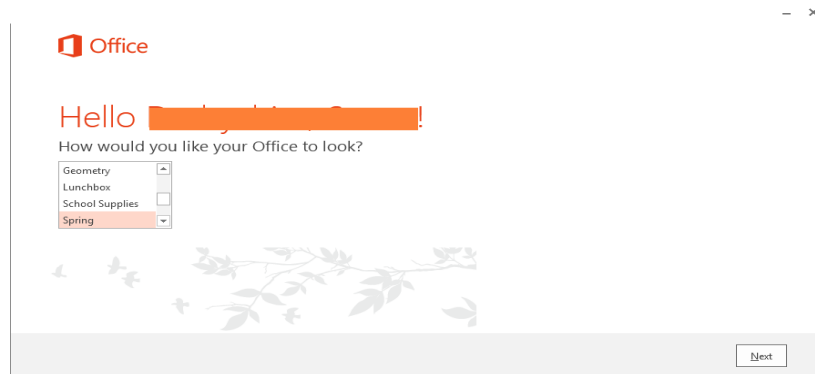 Office
Hello !
How would you like your Office to look?
Geometry
Lunchbox
School Supplies
Spring
Next